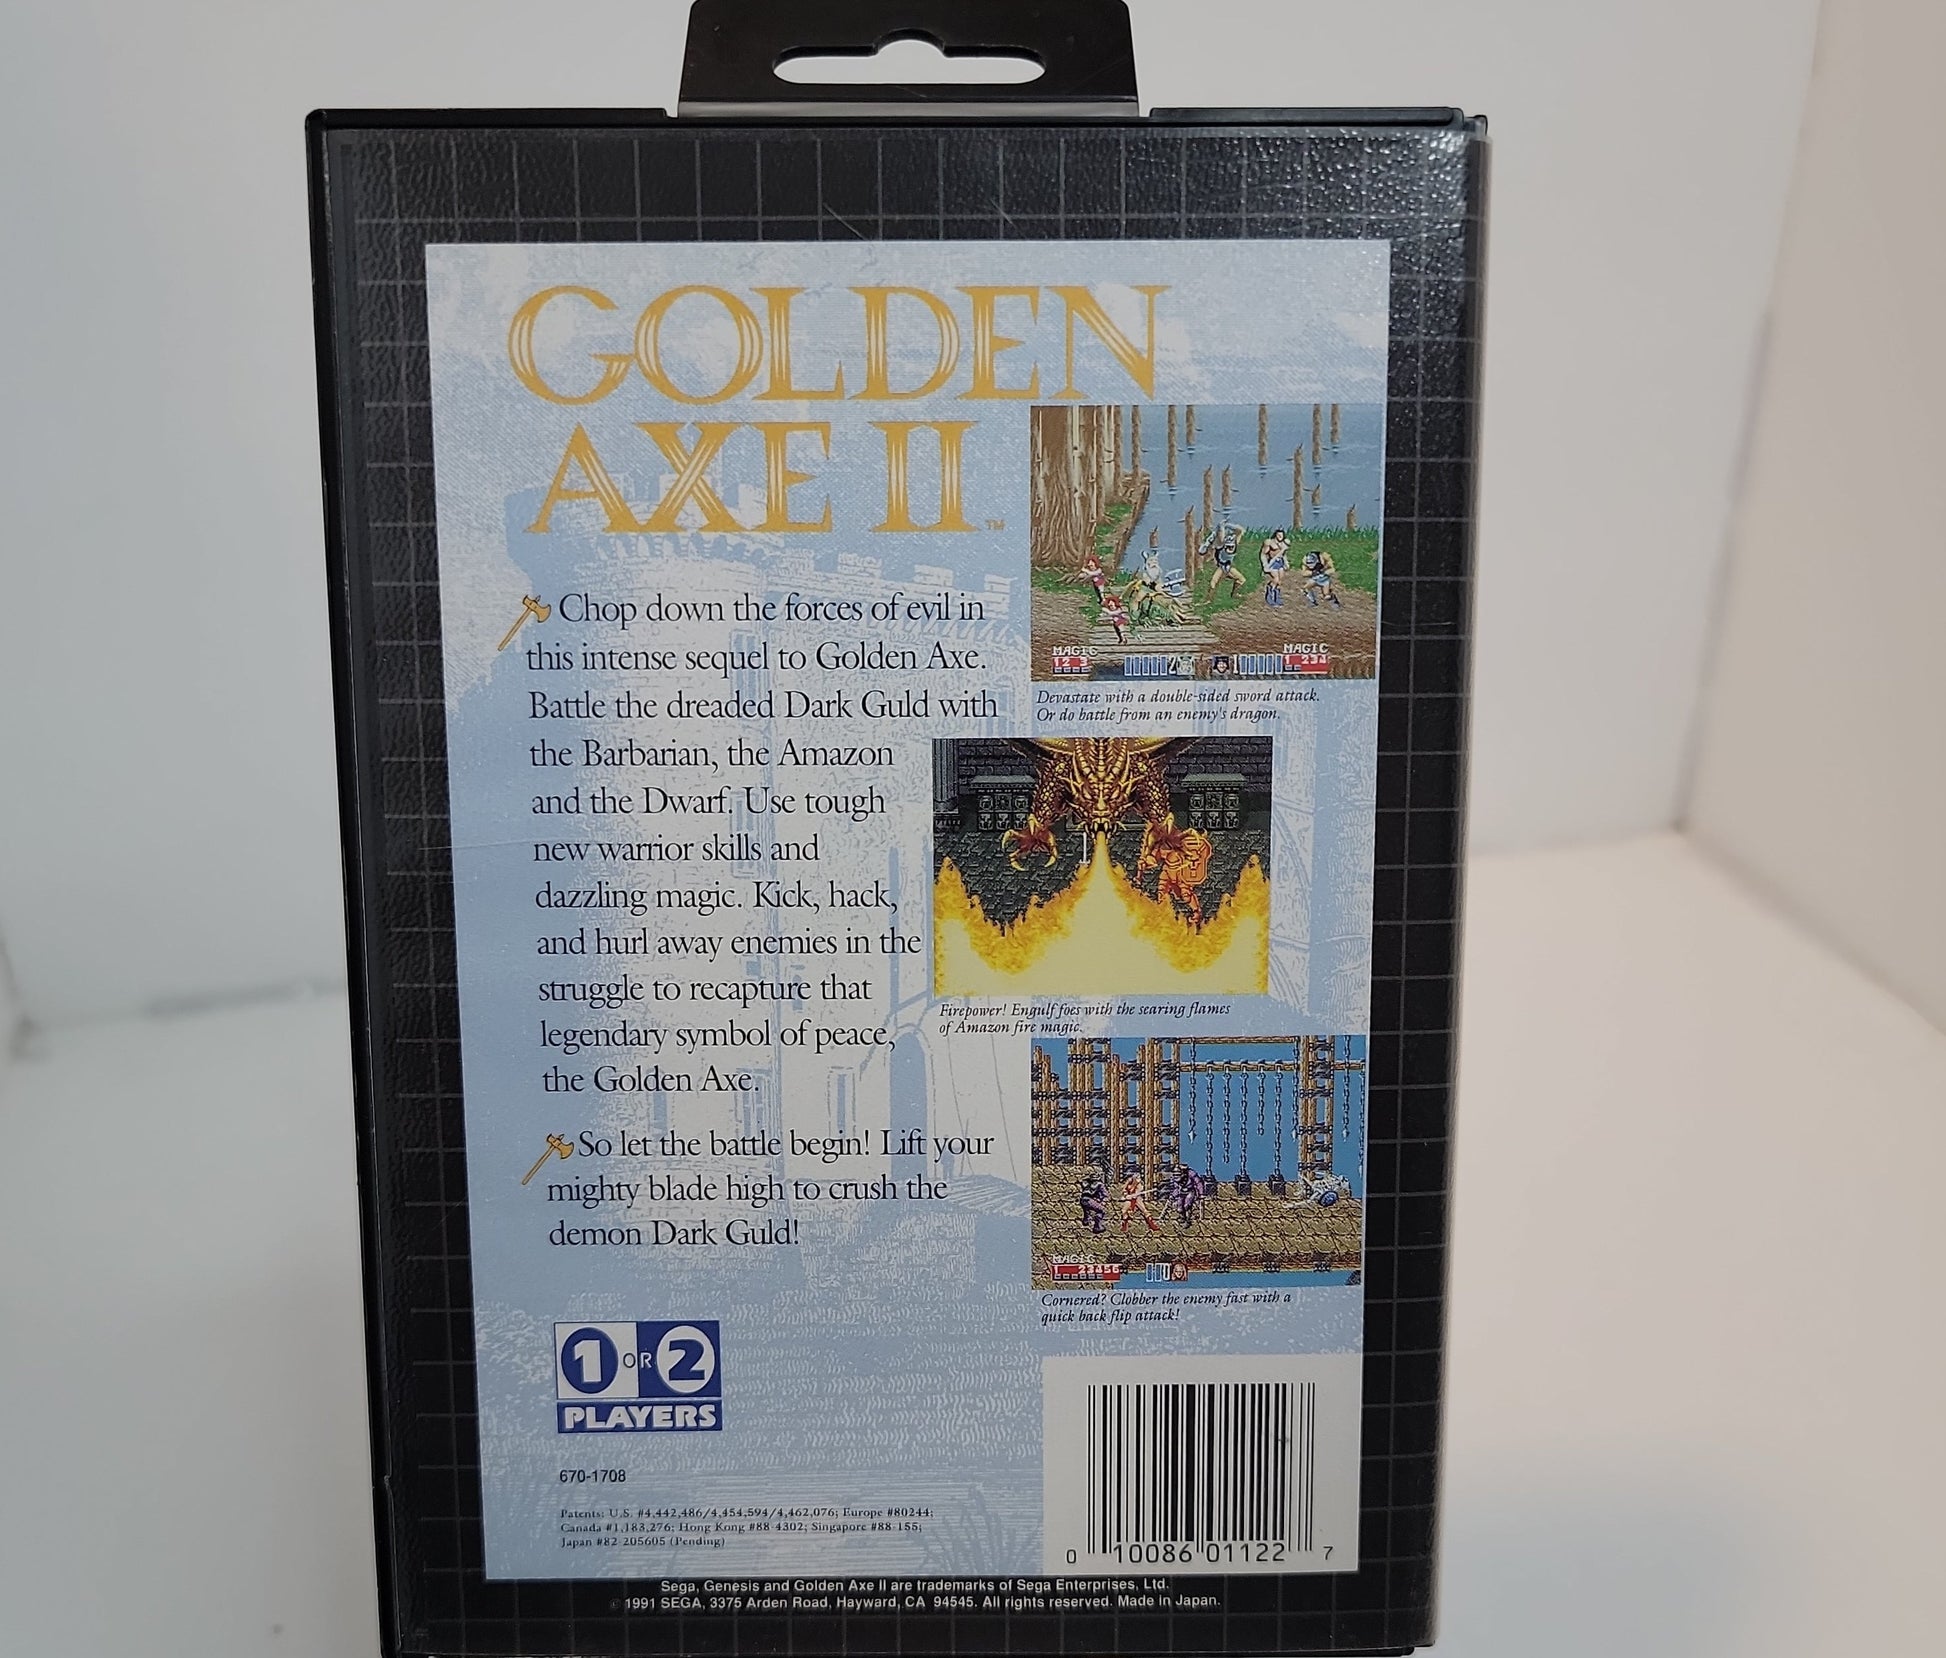 GOLDEN
AXE II™
Chop down the forces of evil in
this intense sequel to Golden Axe.
Battle the dreaded Dark Guld with
the Barbarian, the Amazon
and the Dwarf. Use tough
new warrior skills and
dazzling magic. Kick, hack,
and hurl away enemies in the
struggle to recapture that
legendary symbol of peace,
the Golden Axe.
So let the battle begin! Lift your
mighty blade high to crush the
demon Dark Guld!
MAGIC
MAGIC
Devastate with a double-sided sword attack.
Or do battle from an enemy's dragon.
Firepower! Engulf foes with the searing flames
of Amazon fire magic.
MAGIC
1 23456
Cornered? Clobber the enemy fast with a
quick back flip attack!
1 OR 2
PLAYERS
670-1708
Patents: U.S. #4,442,486/4,454,594/4,462,076; Europe #80244;
Canada #1,183,276; Hong Kong #88-4302; Singapore #88-155;
Japan #82-205605 (Pending)
0 10086 01122 7
Sega, Genesis and Golden Axe II are trademarks of Sega Enterprises, Ltd.
© 1991 SEGA, 3375 Arden Road, Hayward, CA 94545. All rights reserved. Made in Japan.